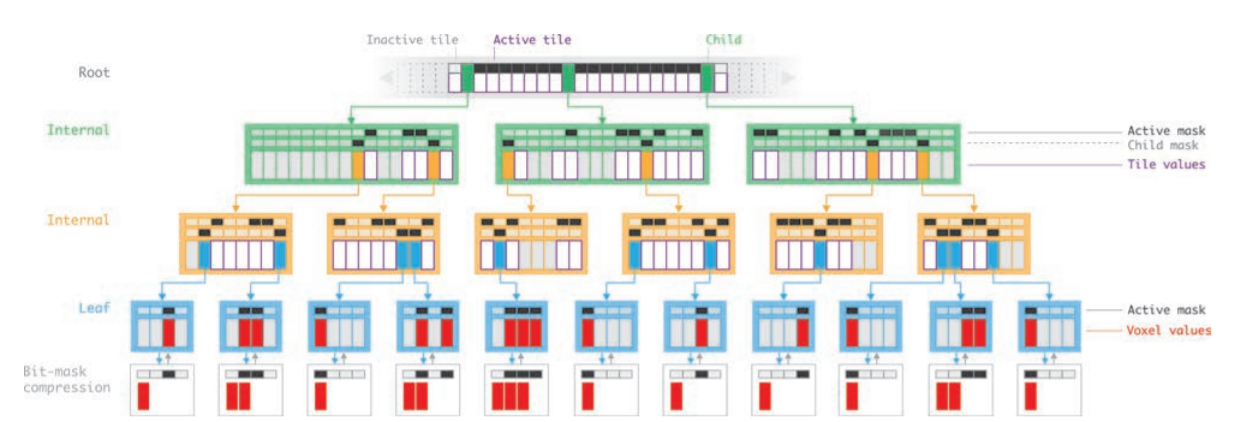 Inactive tile
Active tile
Child
Root
Internal
Active mask
Child mask
Tile values
Internal
Leaf
Active mask
Voxel values
Bit-mask
compression